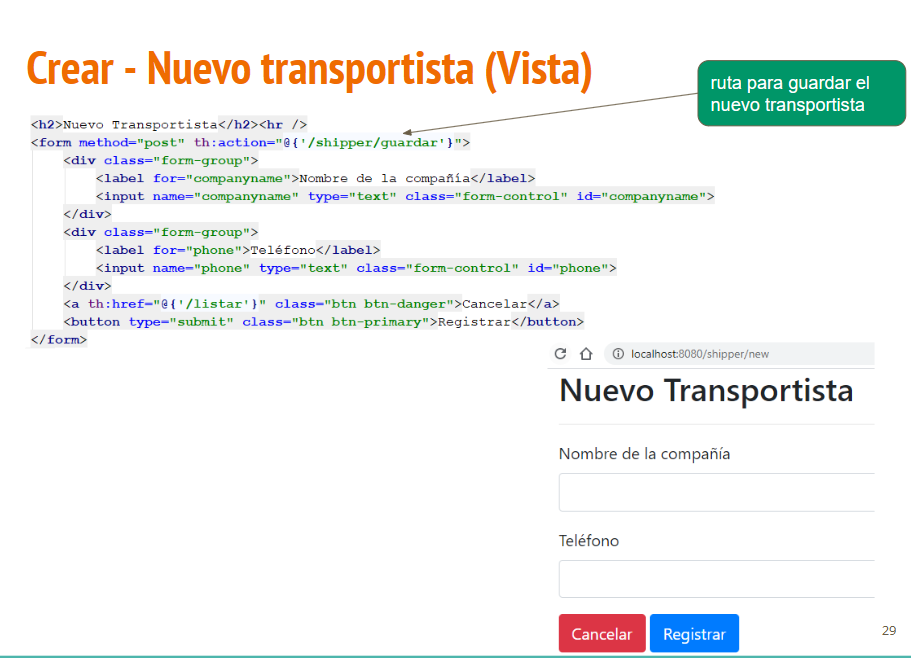 Crear - Nuevo transportista (Vista)
ruta para guardar el
nuevo transportista
<h2>Nuevo Transportista</h2><hr />
<form method="post" th:action="@{'/shipper/guardar'}">
<div class="form-group">
<label for="companyname">Nombre de la compañía</label>
<input name="companyname" type="text" class="form-control" id="companyname">
</div>
<div class="form-group">
<label for="phone">Teléfono</label>
<input name="phone" type="text" class="form-control" id="phone">
</div>
<a th:href="@{'/listar'}" class="btn btn-danger">Cancelar</a>
<button type="submit" class="btn btn-primary">Registrar</button>
</form>
localhost:8080/shipper/new
Nuevo Transportista
Nombre de la compañía
Teléfono
Cancelar Registrar
29